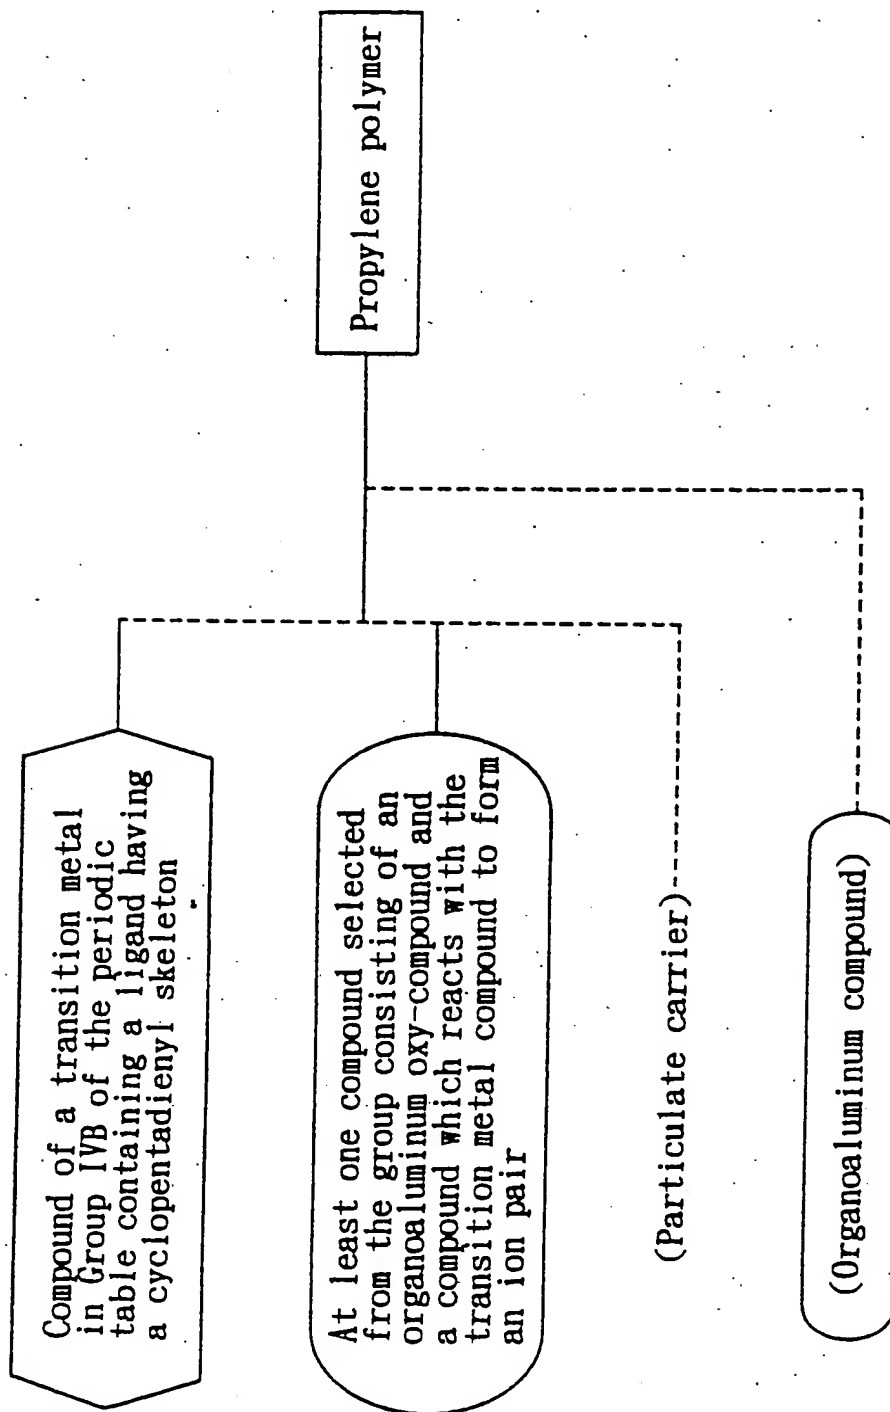 Compound of a transition metal
in Group IVB of the periodic
table containing a ligand having
a cyclopentadienyl skeleton
At least one compound selected
from the group consisting of an
organoaluminum oxy-compound and
a compound which reacts with the
transition metal compound to form
an ion pair
(Particulate carrier)
(Organoaluminum compound)
Propylene polymer